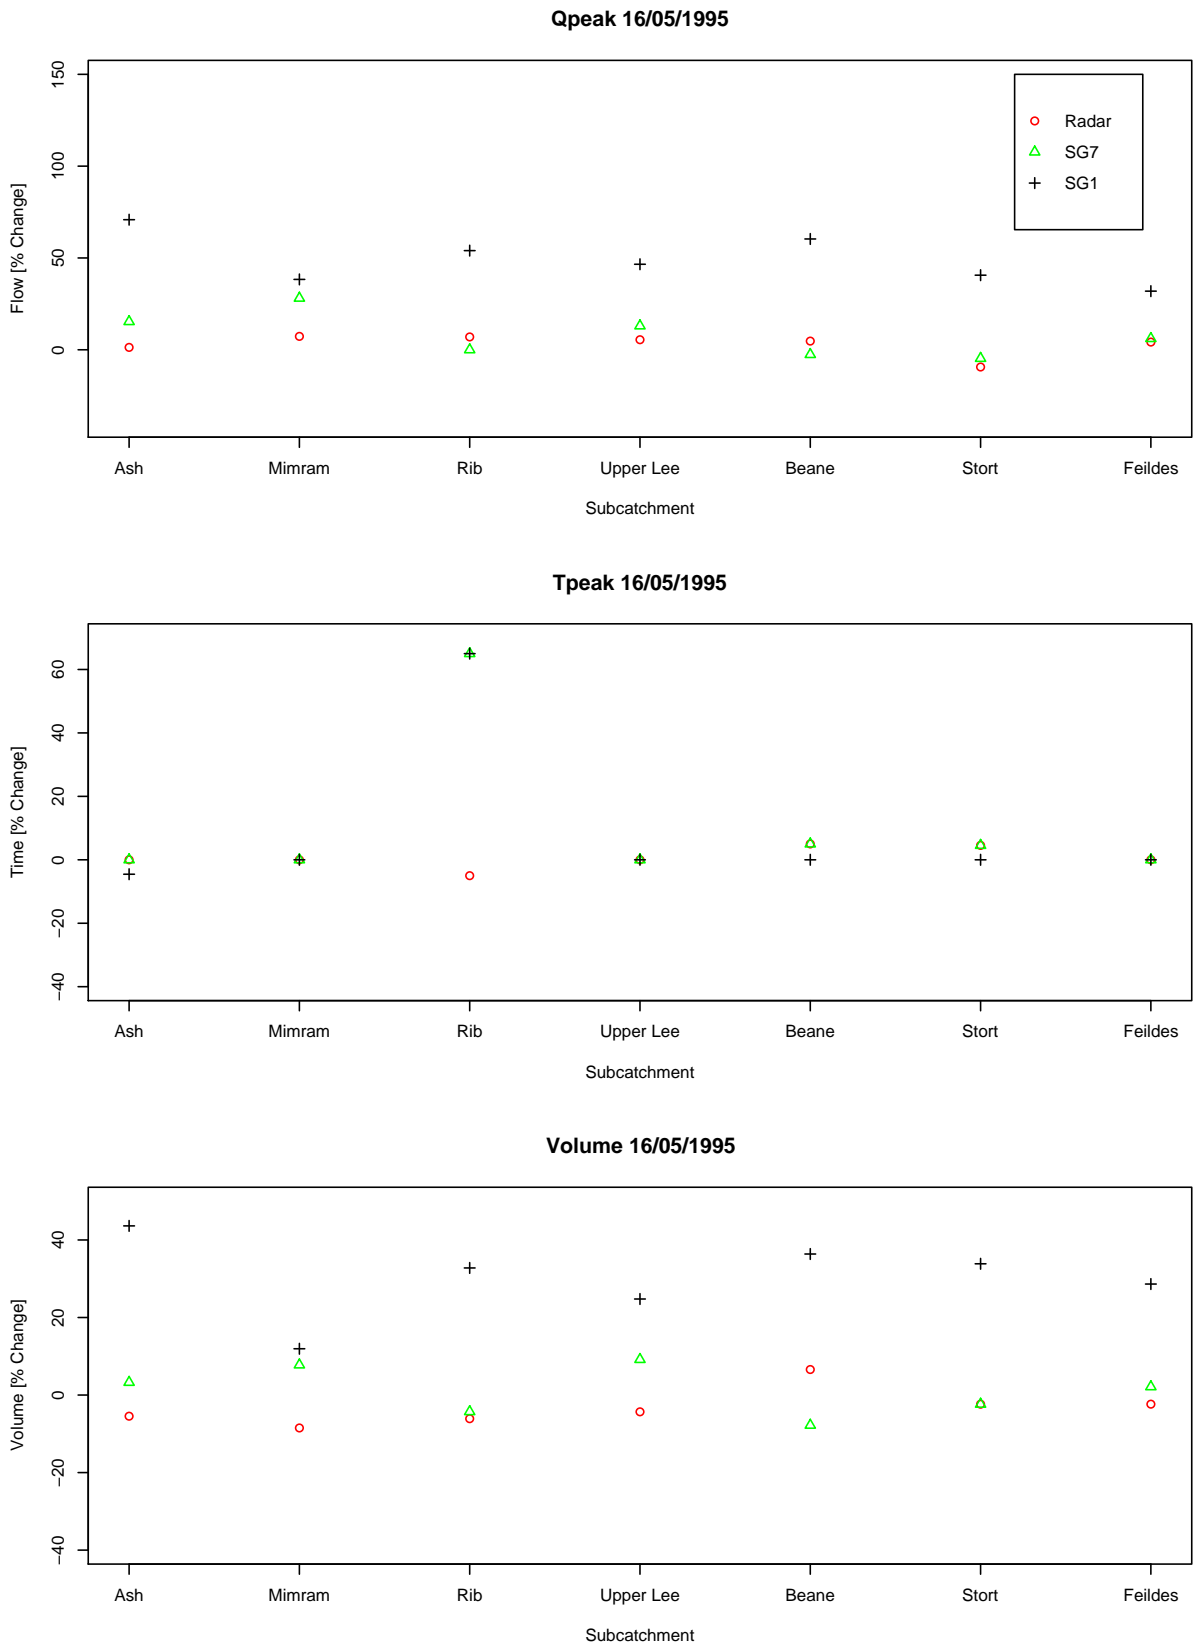 Qpeak 16/05/1995
150
100
50
0
Flow [% Change]
Radar
SG7
SG1
Ash Mimram Rib Upper Lee Beane Stort Feildes
Subcatchment
Tpeak 16/05/1995
60
40
20
0
−20
−40
Time [% Change]
Ash Mimram Rib Upper Lee Beane Stort Feildes
Subcatchment
Volume 16/05/1995
40
20
0
−20
−40
Volume [% Change]
Ash Mimram Rib Upper Lee Beane Stort Feildes
Subcatchment